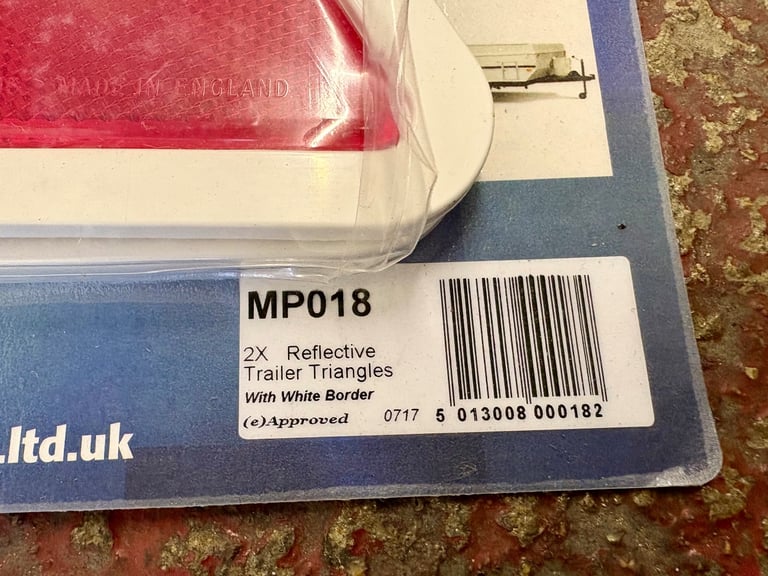 MADE IN ENGLAND
MP018
2X Reflective
Trailer Triangles
With White Border
(e)Approved 0717
5 013008 000182
.ltd.uk